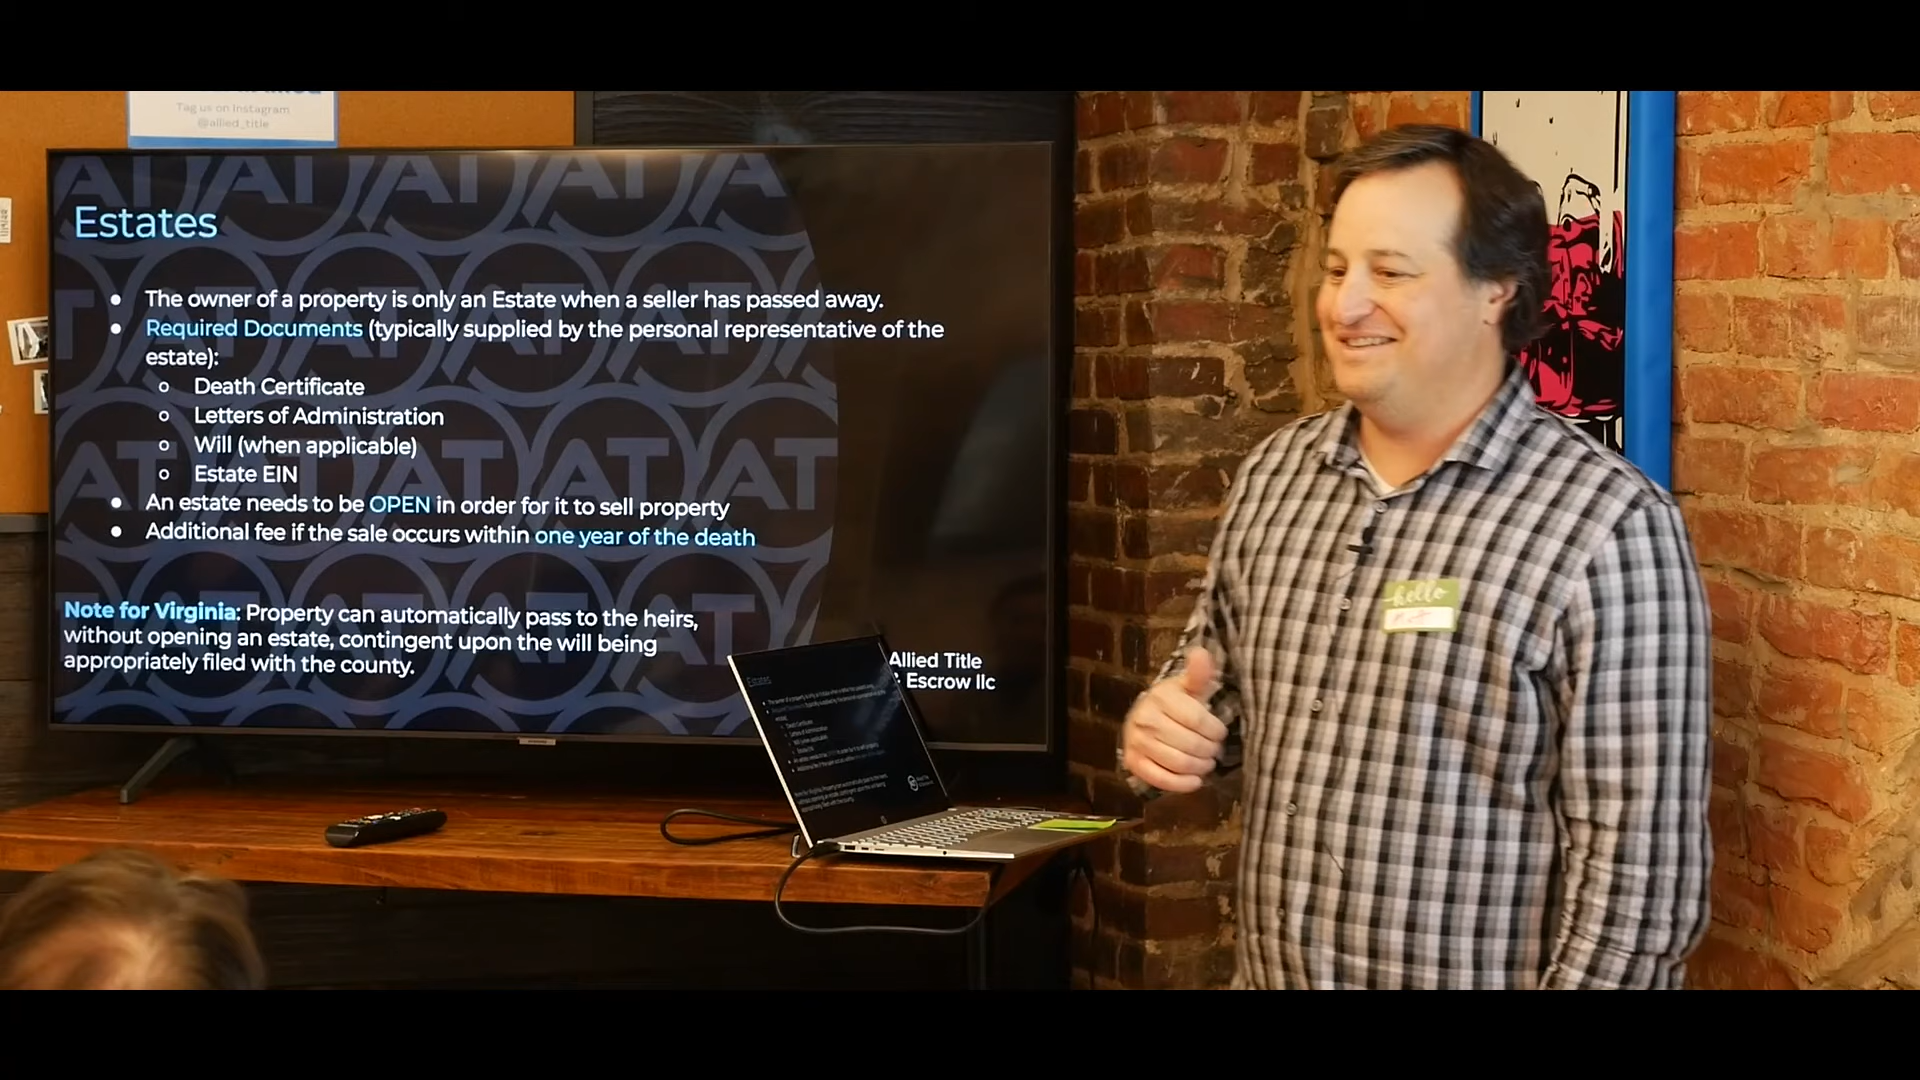 Tag us on Instagram
@allied_title
Estates
• The owner of a property is only an Estate when a seller has passed away.
• Required Documents (typically supplied by the personal representative of the
estate):
o Death Certificate
o Letters of Administration
o Will (when applicable)
o Estate EIN
• An estate needs to be OPEN in order for it to sell property
• Additional fee if the sale occurs within one year of the death
Note for Virginia: Property can automatically pass to the heirs,
without opening an estate, contingent upon the will being
appropriately filed with the county.
Allied Title
& Escrow llc
Estates
hello